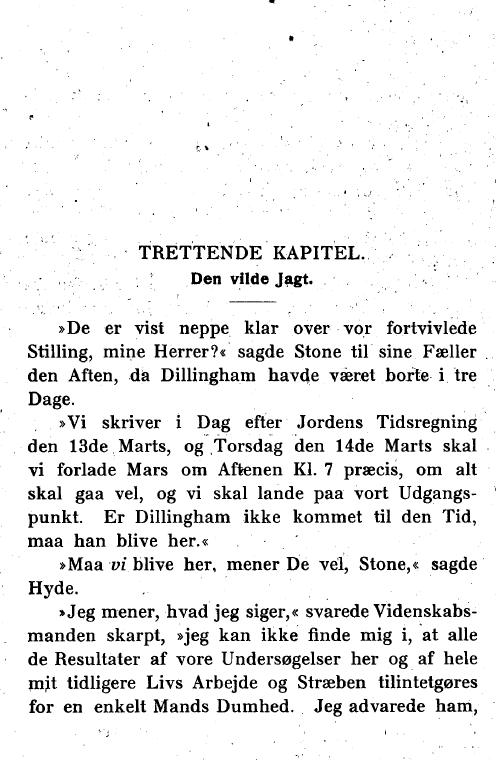 TRETTENDE KAPITEL.
Den vilde Jagt.
»De er vist neppe klar over vor fortvivlede
Stilling, mine Herrer?« sagde Stone til sine Fæller
den Aften, da Dillingham havde været borte i tre
Dage.
»Vi skriver i Dag efter Jordens Tidsregning
den 13de Marts, og Torsdag den 14de Marts skal
vi forlade Mars om Aftenen Kl. 7 præcis, om alt
skal gaa vel, og vi skal lande paa vort Udgangs-
punkt. Er Dillingham ikke kommet til den Tid,
maa han blive her.«
»Maa vi blive her, mener De vel, Stone,« sagde
Hyde.
»Jeg mener, hvad jeg siger,« svarede Videnskabs-
manden skarpt, »jeg kan ikke finde mig i, at alle
de Resultater af vore Undersøgelser her og af hele
mit tidligere Livs Arbejde og Stræben tilintetgøres
for en enkelt Mands Dumhed. Jeg advarede ham,